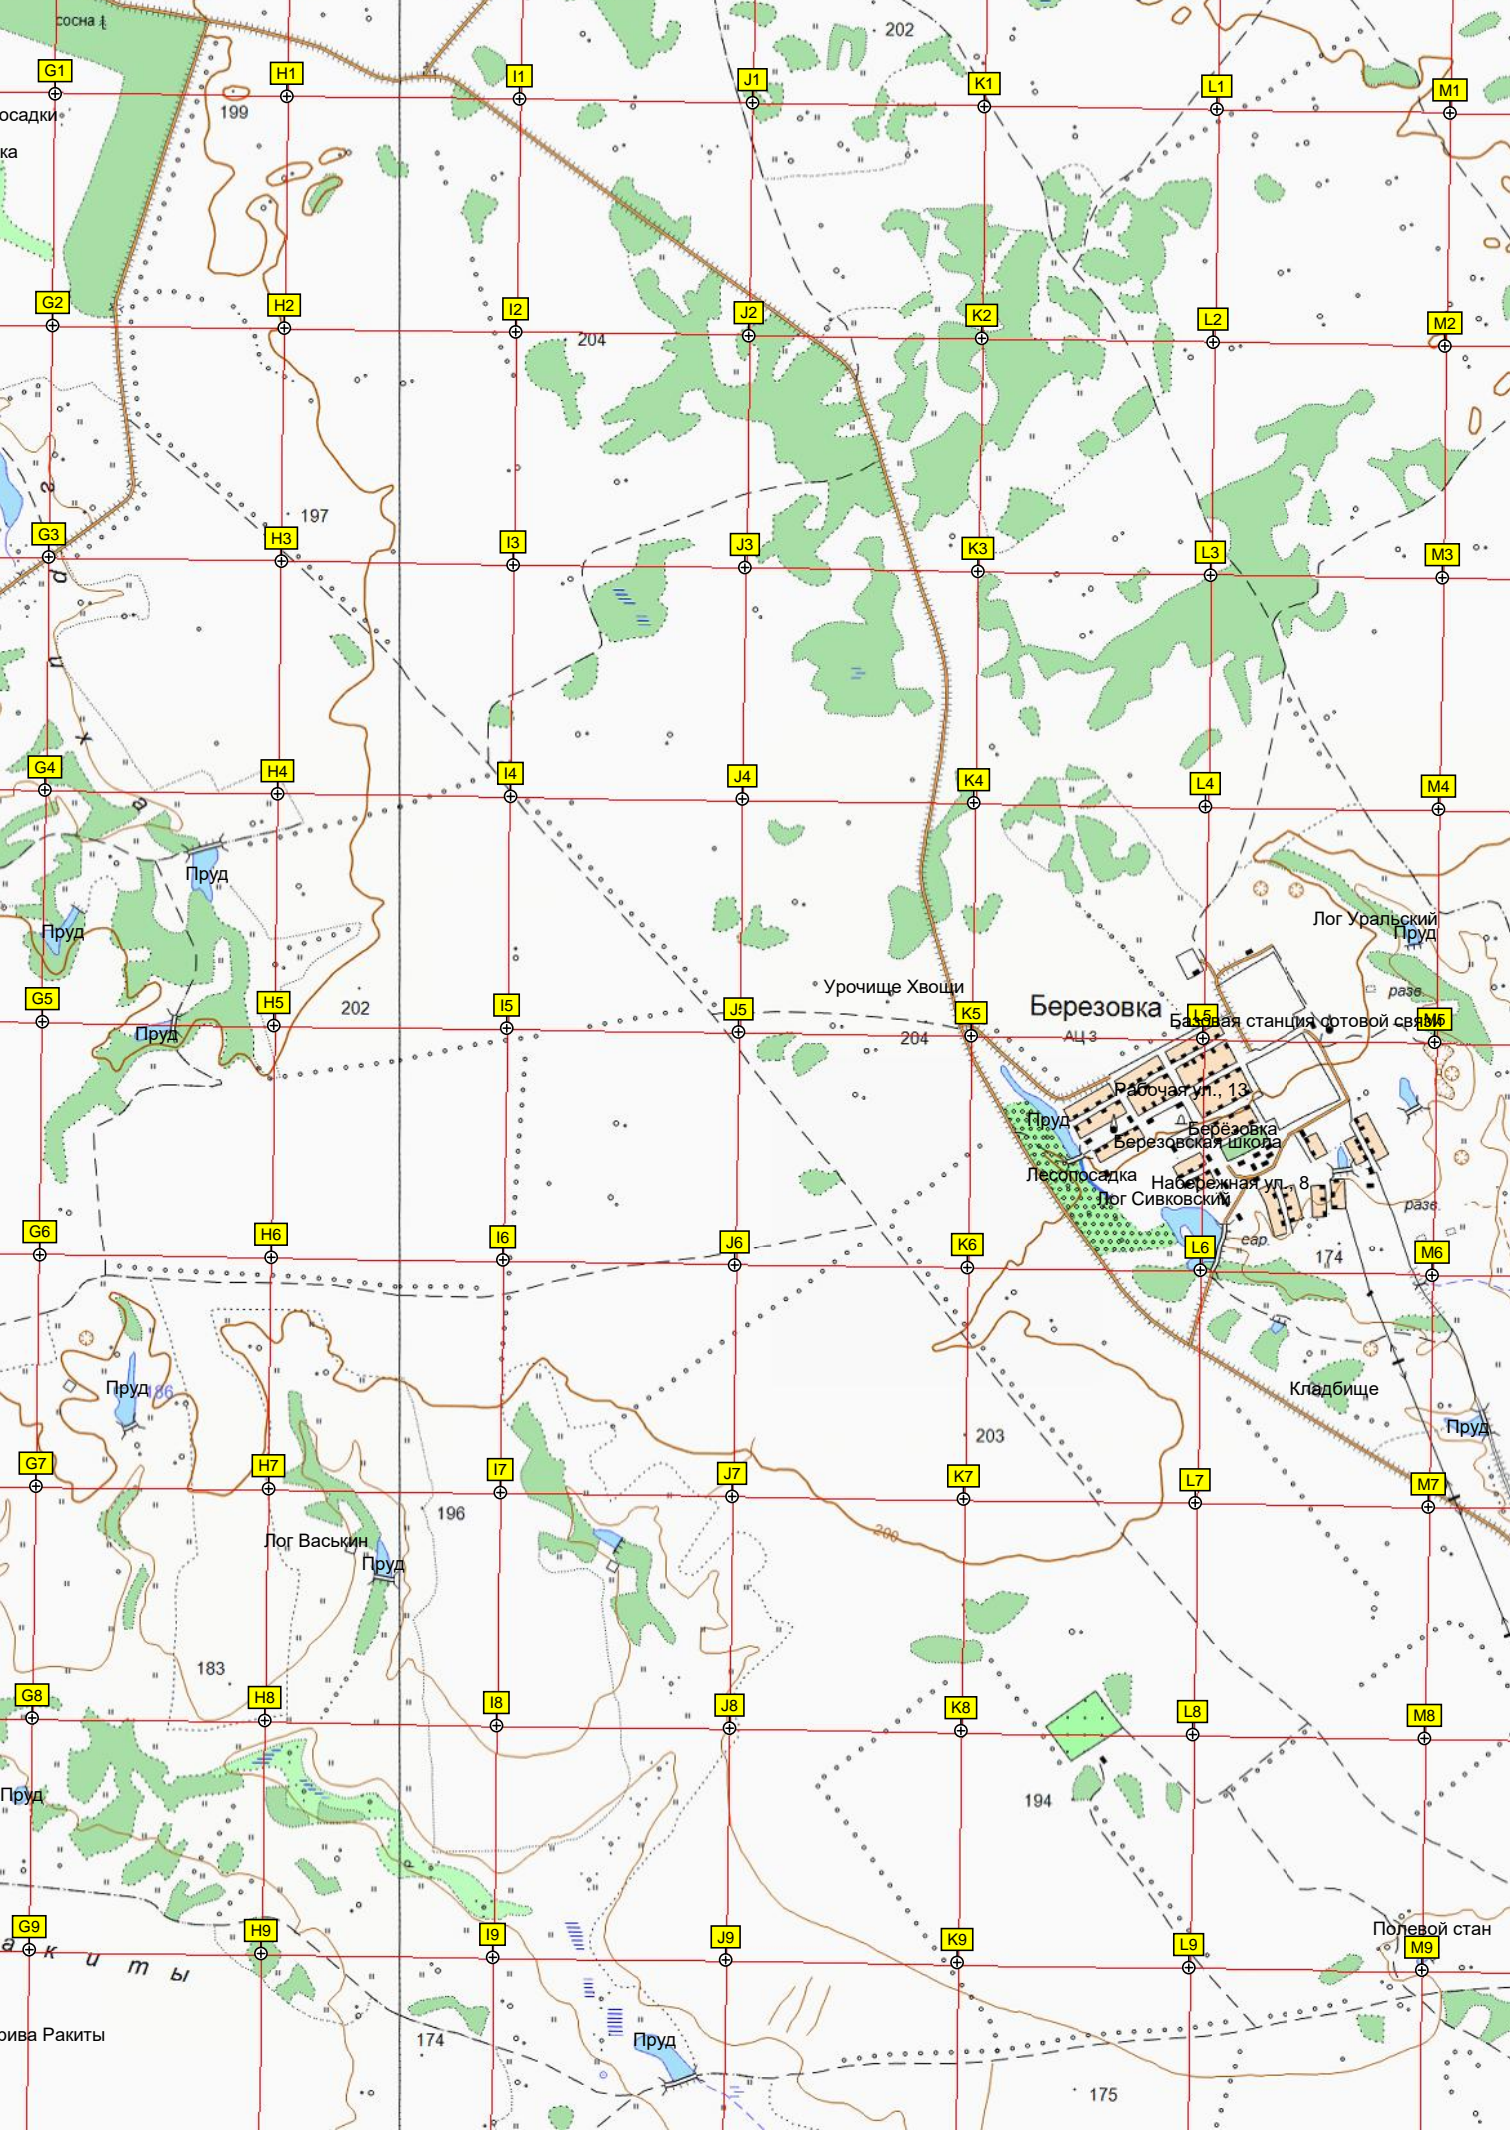 сосна
202
G1
H1
I1
J1
K1
L1
M1
199
осадки
ка
G2
H2
I2
J2
K2
L2
M2
204
г
197
G3
H3
I3
J3
K3
L3
M3
р
и
х
G4
H4
I4
J4
K4
L4
M4
а
Пруд
Пруд
Лог Уральский
Пруд
Урочище Хвощи
разв.
G5
H5
202
I5
J5
K5
Березовка
L5
M5
Базовая станция сотовой связи
Пруд
204
АЦ 3
Рабочая ул., 13
Пруд
Берёзовка
Березовская школа
Лесопосадка
Набережная ул., 8
Лог Сивковский
разв.
G6
H6
I6
J6
K6
L6
сар.
174
M6
Пруд
186
Кладбище
203
Пруд
G7
H7
I7
J7
K7
L7
M7
196
200
Лог Васькин
Пруд
183
G8
H8
I8
J8
K8
L8
M8
Пруд
194
G9
H9
I9
J9
K9
L9
Полевой стан
M9
а к и т ы
рива Ракиты
174
Пруд
175